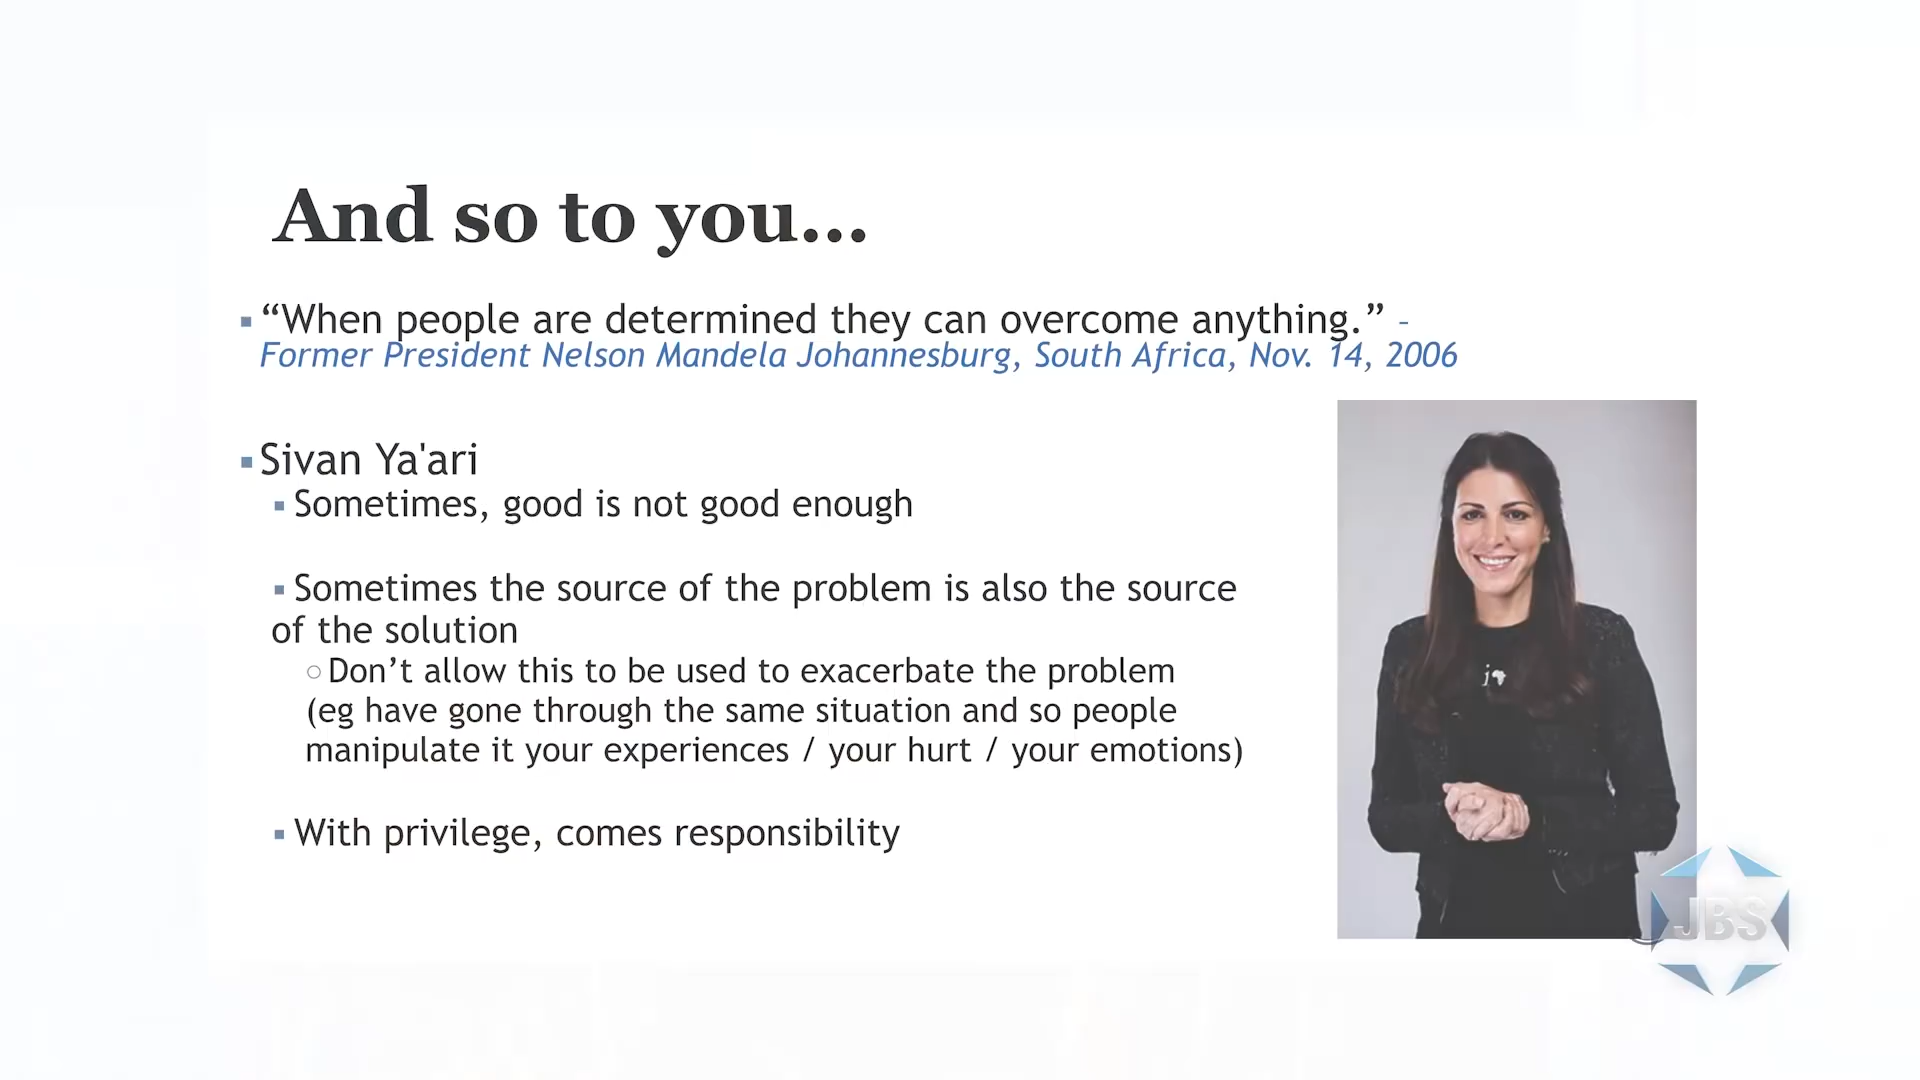 And so to you...
“When people are determined they can overcome anything.” –
Former President Nelson Mandela Johannesburg, South Africa, Nov. 14, 2006
Sivan Ya'ari
Sometimes, good is not good enough
Sometimes the source of the problem is also the source
of the solution
Don’t allow this to be used to exacerbate the problem
(eg have gone through the same situation and so people
manipulate it your experiences / your hurt / your emotions)
With privilege, comes responsibility
JBS